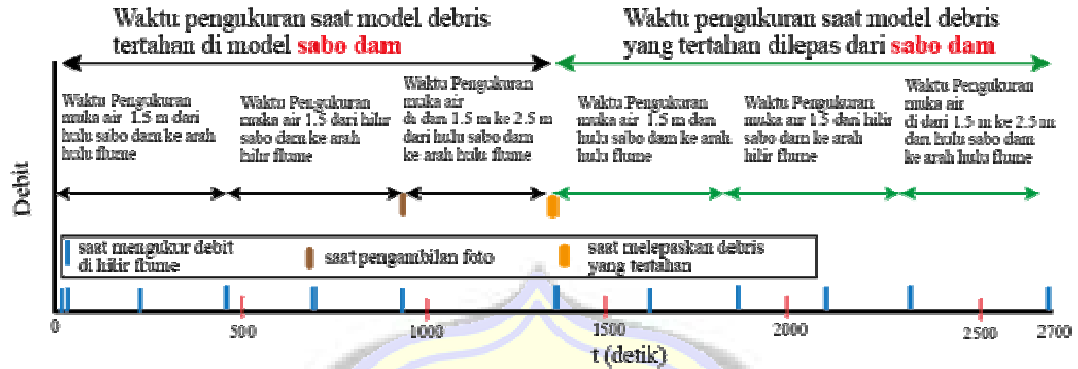 Waktu pengukuran saat model debris
tertahan di model sabo dam
Waktu pengukuran saat model debris
yang tertahan dilepas dari sabo dam
Waktu Pengukuran
muka air 1.5 m dari
hulu sabo dam ke arah
hulu flume
Waktu Pengukuran
muka air 1.5 dari hilir
sabo dam ke arah
hilir flume
Waktu Pengukuran
muka air
di dari 1.5 m ke 2.5 m
dari hulu sabo dam
ke arah hulu flume
Waktu Pengukuran
muka air 1.5 m dari
hulu sabo dam ke arah
hulu flume
Waktu Pengukuran
muka air 1.5 dari hilir
sabo dam ke arah
hilir flume
Waktu Pengukuran
muka air
di dari 1.5 m ke 2.5 m
dari hulu sabo dam
ke arah hulu flume
Debit
saat mengukur debit
di hilir flume
saat pengambilan foto
saat melepaskan debris
yang tertahan
0
500
1000
1500
2000
2.500
2700
t (detik)